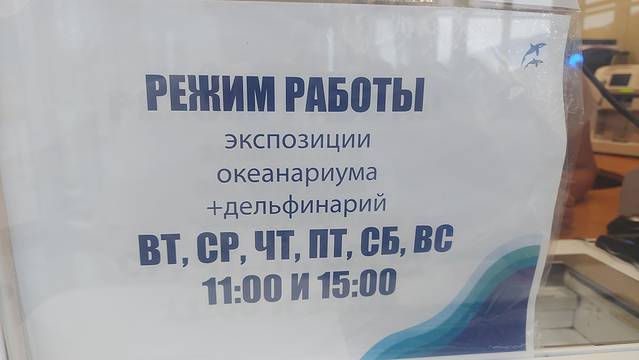 РЕЖИМ РАБОТЫ
экспозиции
океанариума
+дельфинарий
ВТ, СР, ЧТ, ПТ, СБ, ВС
11:00 И 15:00